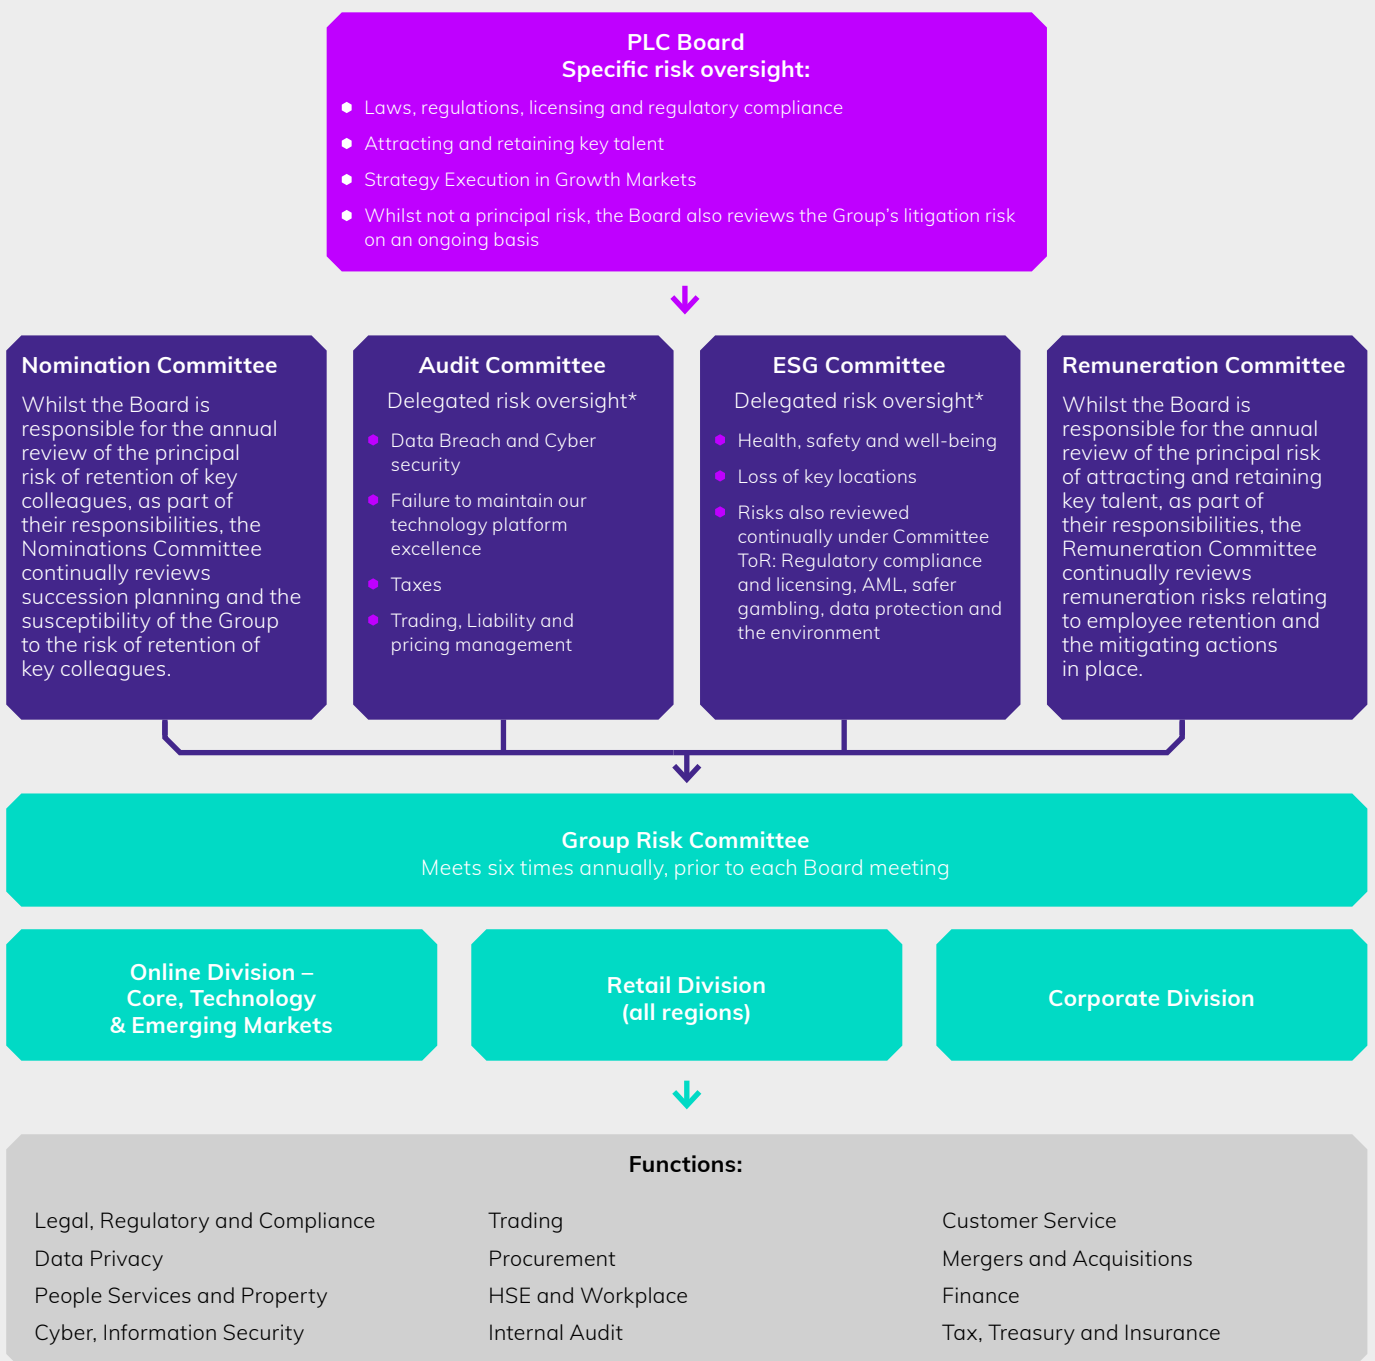 PLC Board
Specific risk oversight:
Laws, regulations, licensing and regulatory compliance
Attracting and retaining key talent
Strategy Execution in Growth Markets
Whilst not a principal risk, the Board also reviews the Group’s litigation risk
on an ongoing basis
Nomination Committee
Whilst the Board is
responsible for the annual
review of the principal
risk of retention of key
colleagues, as part of
their responsibilities, the
Nominations Committee
continually reviews
succession planning and the
susceptibility of the Group
to the risk of retention of
key colleagues.
Audit Committee
Delegated risk oversight*
Data Breach and Cyber
security
Failure to maintain our
technology platform
excellence
Taxes
Trading, Liability and
pricing management
ESG Committee
Delegated risk oversight*
Health, safety and well-being
Loss of key locations
Risks also reviewed
continually under Committee
ToR: Regulatory compliance
and licensing, AML, safer
gambling, data protection and
the environment
Remuneration Committee
Whilst the Board is
responsible for the annual
review of the principal risk
of attracting and retaining
key talent, as part of
their responsibilities, the
Remuneration Committee
continually reviews
remuneration risks relating
to employee retention and
the mitigating actions
in place.
Group Risk Committee
Meets six times annually, prior to each Board meeting
Online Division –
Core, Technology
& Emerging Markets
Retail Division
(all regions)
Corporate Division
Functions:
Legal, Regulatory and Compliance
Data Privacy
People Services and Property
Cyber, Information Security
Trading
Procurement
HSE and Workplace
Internal Audit
Customer Service
Mergers and Acquisitions
Finance
Tax, Treasury and Insurance